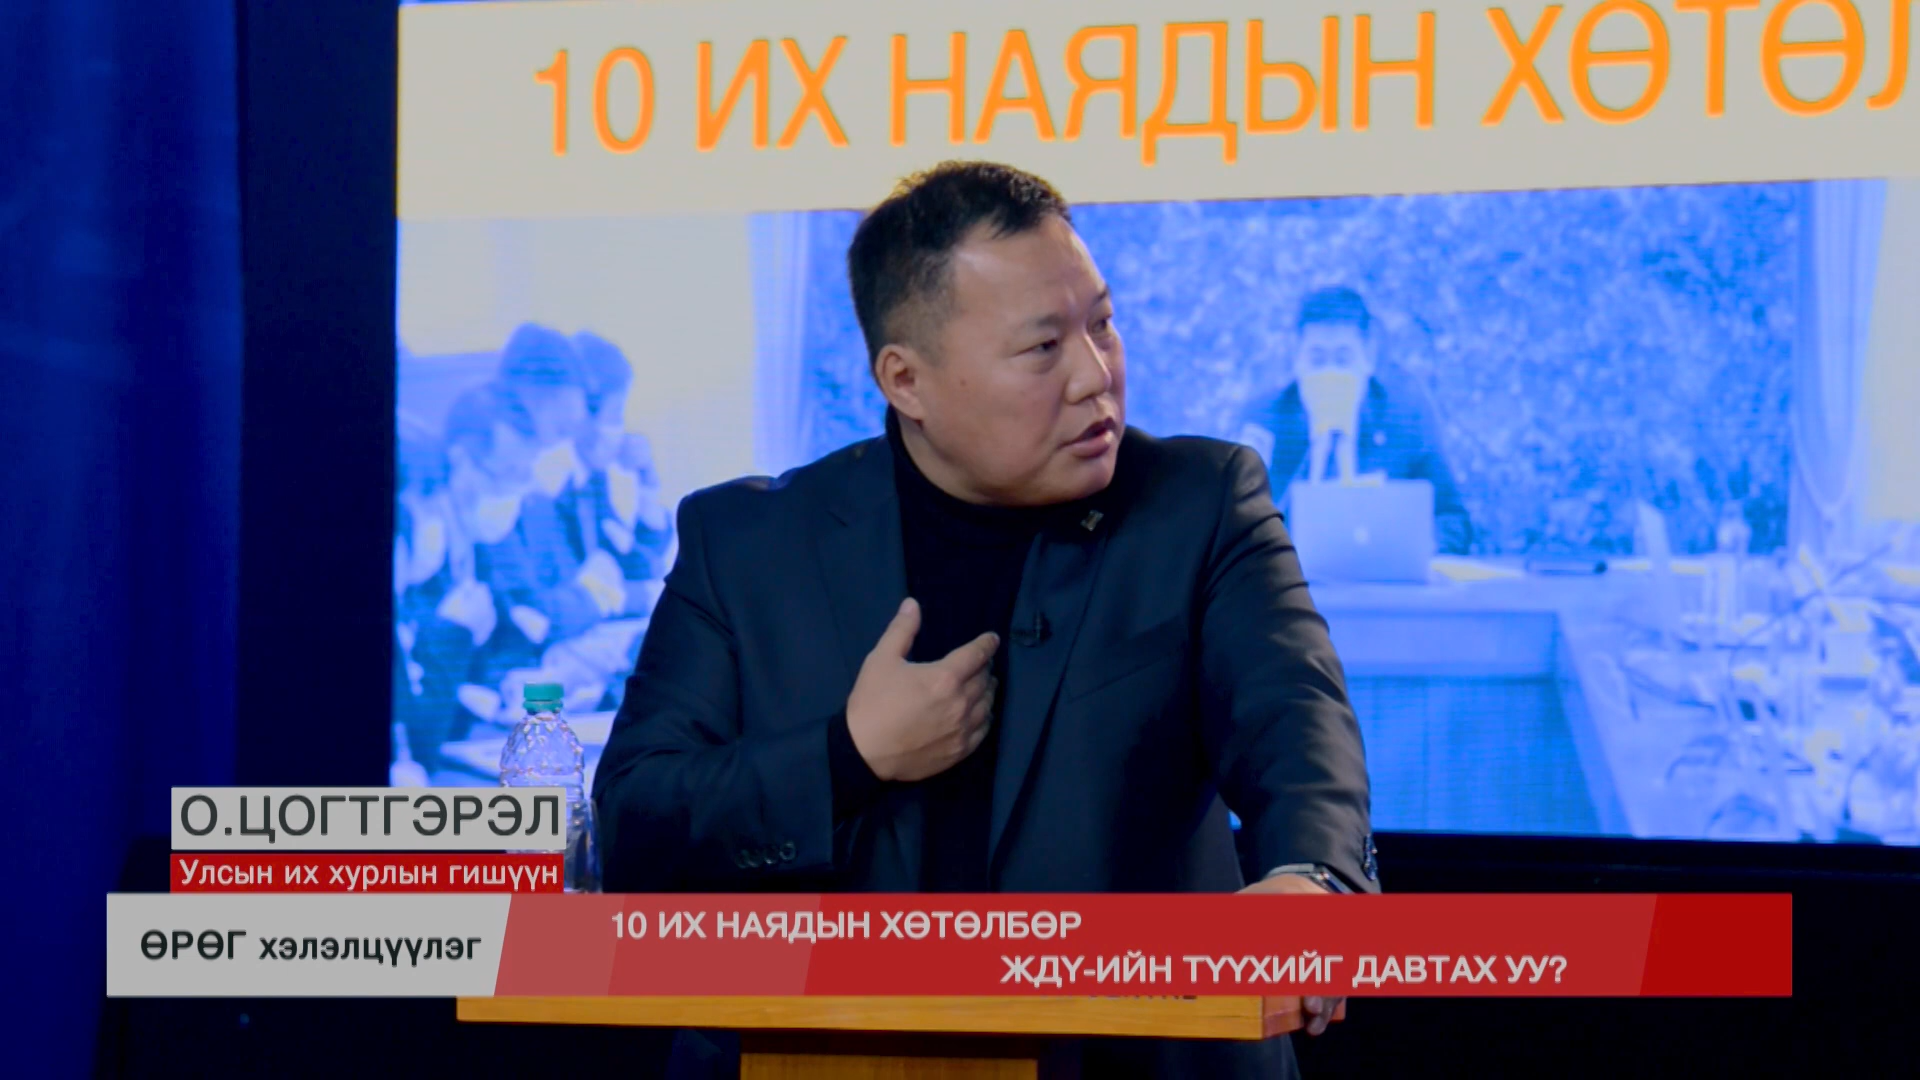 10 ИХ НАЯДЫН ХӨТӨЛ
О.ЦОГТГЭРЭЛ
Улсын их хурлын гишүүн
ӨРӨГ хэлэлцүүлэг
10 ИХ НАЯДЫН ХӨТӨЛБӨР
ЖДҮ-ИЙН ТҮҮХИЙГ ДАВТАХ УУ?